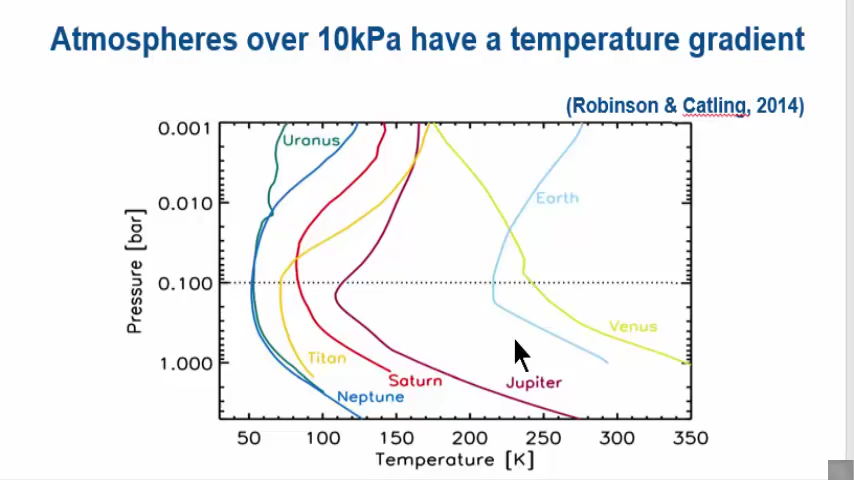 Atmospheres over 10kPa have a temperature gradient
(Robinson & Catling, 2014)
0.001
Uranus
Earth
0.010
Pressure [bar]
0.100
Venus
Titan
1.000
Saturn
Jupiter
Neptune
50 100 150 200 250 300 350
Temperature [K]